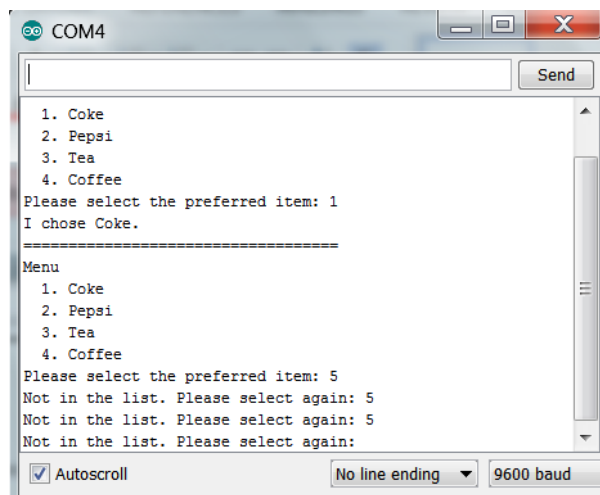 COM4
Send
  1. Coke
  2. Pepsi
  3. Tea
  4. Coffee
Please select the preferred item: 1
I chose Coke.
===================================
Menu
  1. Coke
  2. Pepsi
  3. Tea
  4. Coffee
Please select the preferred item: 5
Not in the list. Please select again: 5
Not in the list. Please select again: 5
Not in the list. Please select again:
Autoscroll No line ending 9600 baud